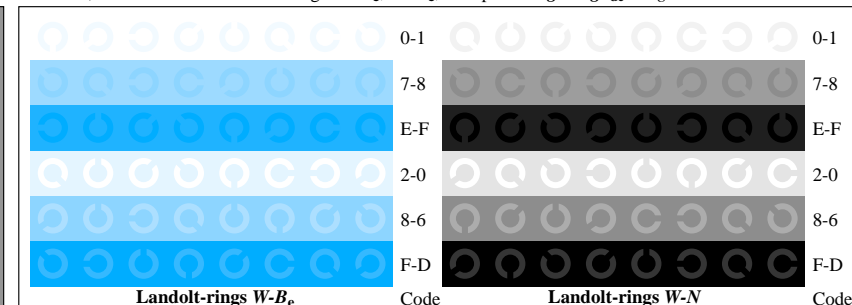 0-1 0-1
7-8 7-8
E-F E-F
2-0 2-0
8-6 8-6
F-D F-D
Landolt-rings W-Be Code Landolt-rings W-N Code